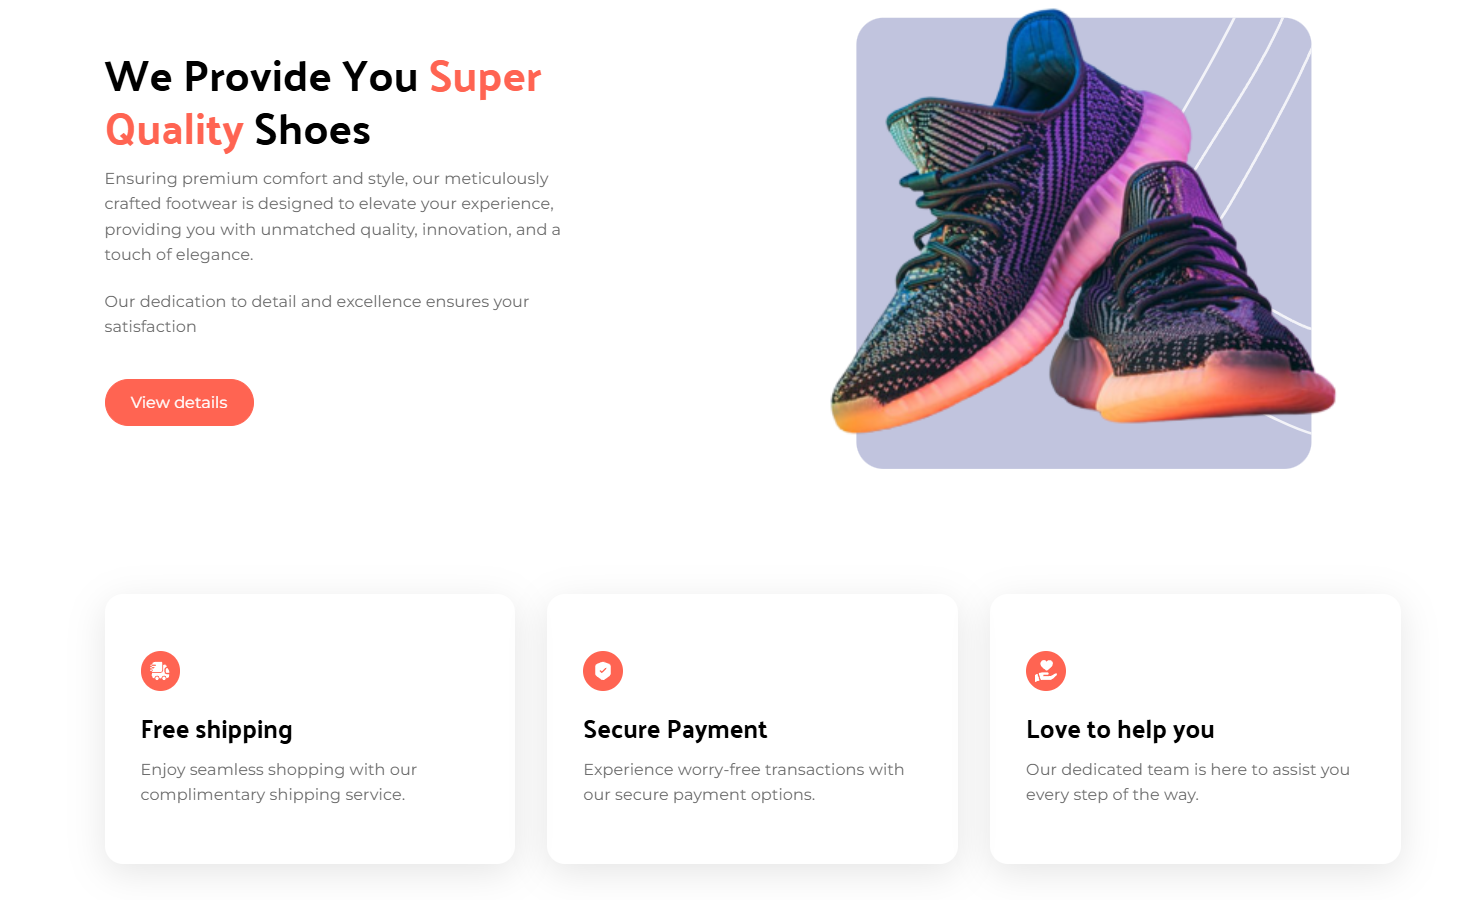 We Provide You Super
Quality Shoes
Ensuring premium comfort and style, our meticulously
crafted footwear is designed to elevate your experience,
providing you with unmatched quality, innovation, and a
touch of elegance.
Our dedication to detail and excellence ensures your
satisfaction
View details
Free shipping
Enjoy seamless shopping with our
complimentary shipping service.
Secure Payment
Experience worry-free transactions with
our secure payment options.
Love to help you
Our dedicated team is here to assist you
every step of the way.